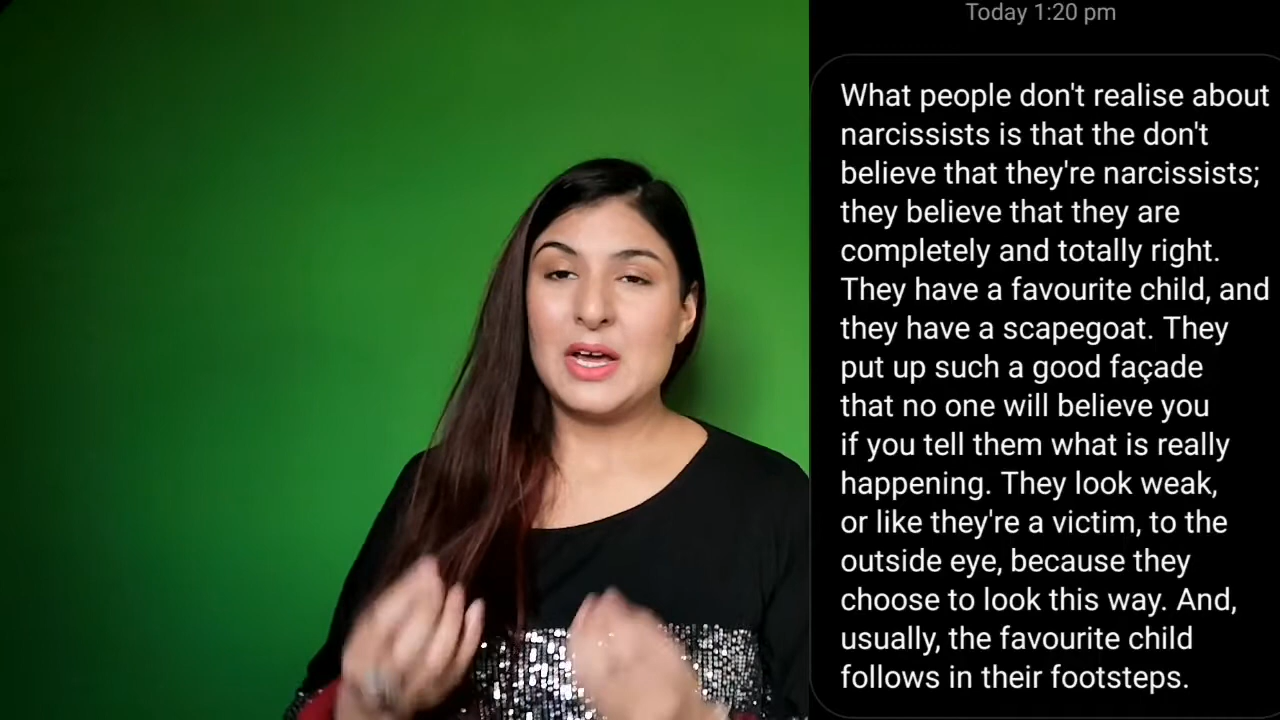 Today 1:20 pm
What people don't realise about
narcissists is that the don't
believe that they're narcissists;
they believe that they are
completely and totally right.
They have a favourite child, and
they have a scapegoat. They
put up such a good façade
that no one will believe you
if you tell them what is really
happening. They look weak,
or like they're a victim, to the
outside eye, because they
choose to look this way. And,
usually, the favourite child
follows in their footsteps.